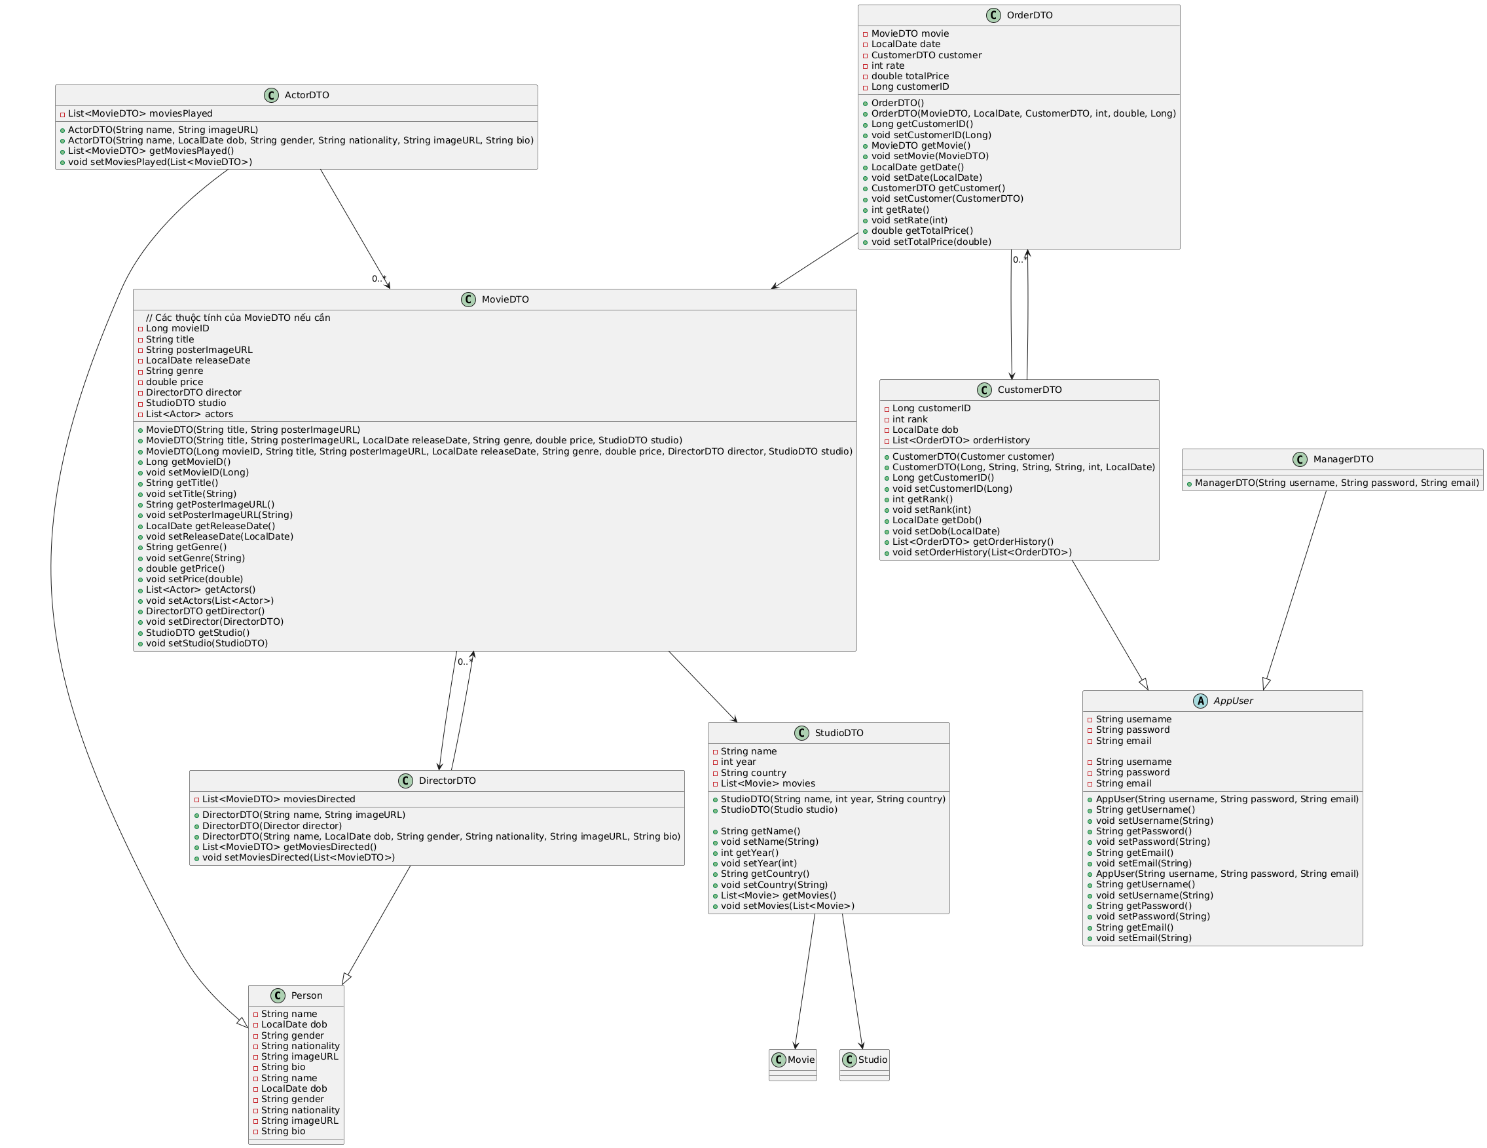 OrderDTO
MovieDTO movie
LocalDate date
CustomerDTO customer
int rate
double totalPrice
Long customerID
OrderDTO()
OrderDTO(MovieDTO, LocalDate, CustomerDTO, int, double, Long)
Long getCustomerID()
void setCustomerID(Long)
MovieDTO getMovie()
void setMovie(MovieDTO)
LocalDate getDate()
void setDate(LocalDate)
CustomerDTO getCustomer()
void setCustomer(CustomerDTO)
int getRate()
void setRate(int)
double getTotalPrice()
void setTotalPrice(double)
ActorDTO
List<MovieDTO> moviesPlayed
ActorDTO(String name, String imageURL)
ActorDTO(String name, LocalDate dob, String gender, String nationality, String imageURL, String bio)
List<MovieDTO> getMoviesPlayed()
void setMoviesPlayed(List<MovieDTO>)
0..*
0..*
MovieDTO
// Các thuộc tính của MovieDTO nếu cần
Long movieID
String title
String posterImageURL
LocalDate releaseDate
String genre
double price
DirectorDTO director
StudioDTO studio
List<Actor> actors
MovieDTO(String title, String posterImageURL)
MovieDTO(String title, String posterImageURL, LocalDate releaseDate, String genre, double price, StudioDTO studio)
MovieDTO(Long movieID, String title, String posterImageURL, LocalDate releaseDate, String genre, double price, DirectorDTO director, StudioDTO studio)
Long getMovieID()
void setMovieID(Long)
String getTitle()
void setTitle(String)
String getPosterImageURL()
void setPosterImageURL(String)
LocalDate getReleaseDate()
void setReleaseDate(LocalDate)
String getGenre()
void setGenre(String)
double getPrice()
void setPrice(double)
List<Actor> getActors()
void setActors(List<Actor>)
DirectorDTO getDirector()
void setDirector(DirectorDTO)
StudioDTO getStudio()
void setStudio(StudioDTO)
CustomerDTO
Long customerID
int rank
LocalDate dob
List<OrderDTO> orderHistory
CustomerDTO(Customer customer)
CustomerDTO(Long, String, String, String, int, LocalDate)
Long getCustomerID()
void setCustomerID(Long)
int getRank()
void setRank(int)
LocalDate getDob()
void setDob(LocalDate)
List<OrderDTO> getOrderHistory()
void setOrderHistory(List<OrderDTO>)
ManagerDTO
ManagerDTO(String username, String password, String email)
0..*
DirectorDTO
List<MovieDTO> moviesDirected
DirectorDTO(String name, String imageURL)
DirectorDTO(Director director)
DirectorDTO(String name, LocalDate dob, String gender, String nationality, String imageURL, String bio)
List<MovieDTO> getMoviesDirected()
void setMoviesDirected(List<MovieDTO>)
StudioDTO
String name
int year
String country
List<Movie> movies
StudioDTO(String name, int year, String country)
StudioDTO(Studio studio)
String getName()
void setName(String)
int getYear()
void setYear(int)
String getCountry()
void setCountry(String)
List<Movie> getMovies()
void setMovies(List<Movie>)
AppUser
String username
String password
String email
String username
String password
String email
AppUser(String username, String password, String email)
String getUsername()
void setUsername(String)
String getPassword()
void setPassword(String)
String getEmail()
void setEmail(String)
AppUser(String username, String password, String email)
String getUsername()
void setUsername(String)
String getPassword()
void setPassword(String)
String getEmail()
void setEmail(String)
Person
String name
LocalDate dob
String gender
String nationality
String imageURL
String bio
String name
LocalDate dob
String gender
String nationality
String imageURL
String bio
Movie
Studio